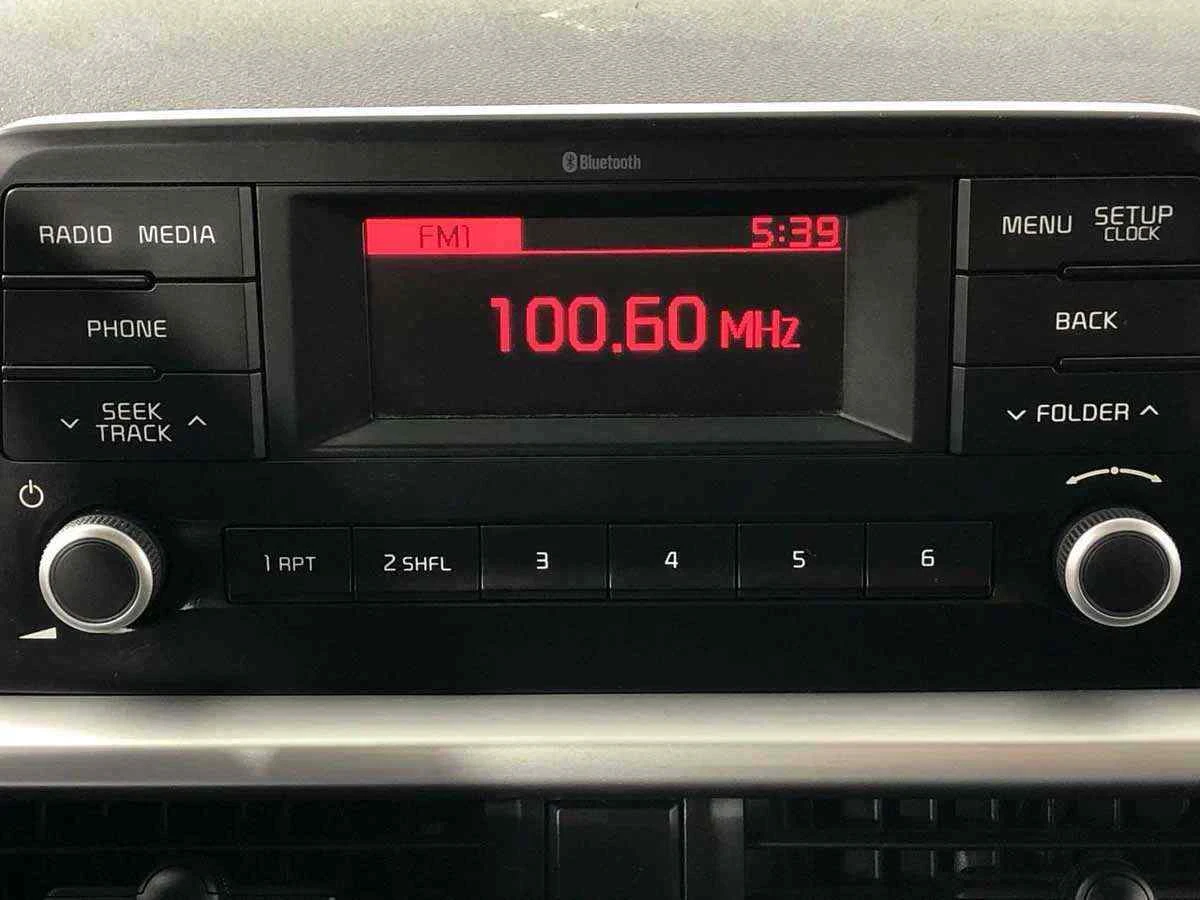 Bluetooth
RADIO MEDIA
PHONE
SEEK
TRACK
FM1 5:39
100.60 MHz
MENU SETUP
CLOCK
BACK
FOLDER
1 RPT 2 SHFL 3 4 5 6